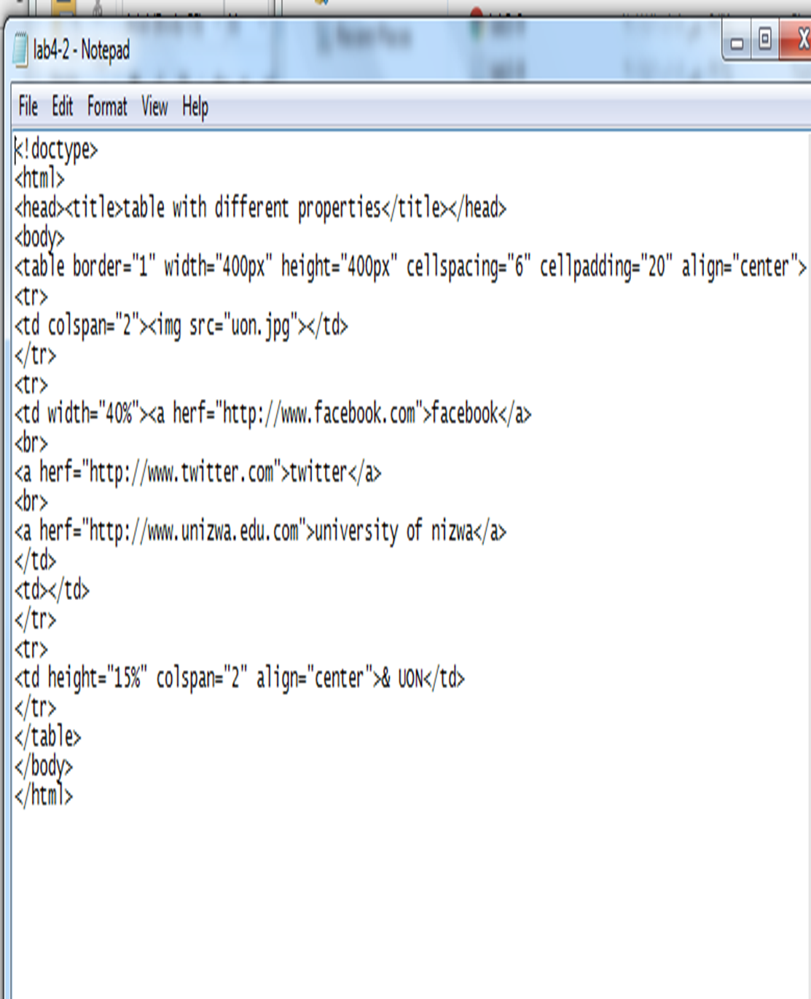 lab4-2 - Notepad
File Edit Format View Help
<!doctype>
<html>
<head><title>table with different properties</title></head>
<body>
<table border="1" width="400px" height="400px" cellspacing="6" cellpadding="20" align="center">
<tr>
<td colspan="2"><img src="uon.jpg"></td>
</tr>
<tr>
<td width="40%"><a herf="http://www.facebook.com">facebook</a>
<br>
<a herf="http://www.twitter.com">twitter</a>
<br>
<a herf="http://www.unizwa.edu.com">university of nizwa</a>
</td>
<td></td>
</tr>
<tr>
<td height="15%" colspan="2" align="center">& UON</td>
</tr>
</table>
</body>
</html>